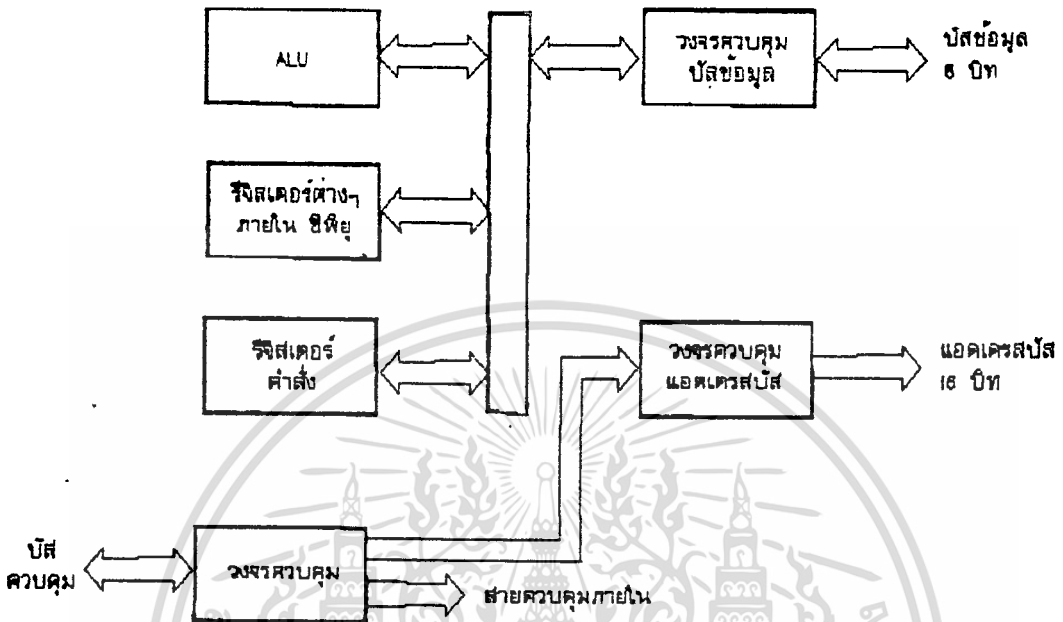 ALU
วงจรควบคุม
บัสข้อมูล
บัสข้อมูล
8 บิท
รีจิสเตอร์ต่างๆ
ภายใน ซีพียู
รีจิสเตอร์
คำสั่ง
วงจรควบคุม
แอดเดรสบัส
แอดเดรสบัส
16 บิท
บัส
ควบคุม
วงจรควบคุม
สายควบคุมภายใน